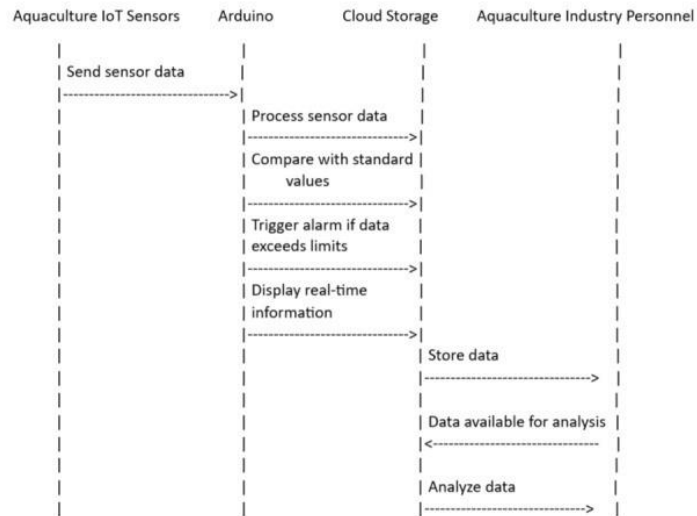 Aquaculture IoT Sensors Arduino Cloud Storage Aquaculture Industry Personnel
Send sensor data
Process sensor data
Compare with standard
values
Trigger alarm if data
exceeds limits
Display real-time
information
Store data
Data available for analysis
Analyze data